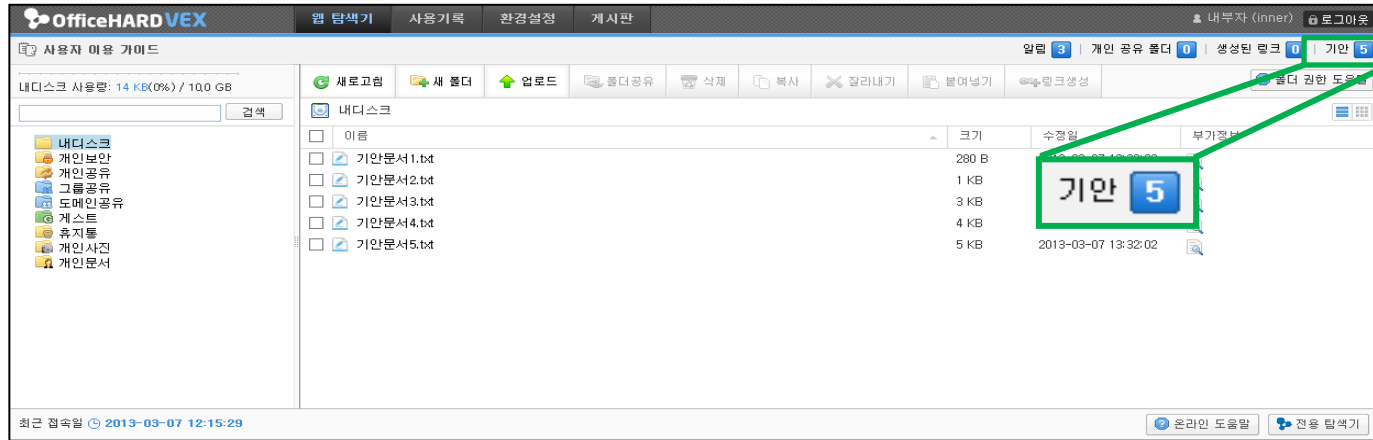 OfficeHARD VEX
웹 탐색기 사용기록 환경설정 게시판
내부자 (inner) 로그아웃
사용자 이용 가이드
알림 3 | 개인 공유 폴더 0 | 생성된 링크 0 | 기안 5
내디스크 사용량: 14 KB(0%) / 10,0 GB
새로고침 새 폴더 업로드 폴더공유 삭제 복사 잘라내기 붙여넣기 링크생성 폴더 권한 도움말
검색
내디스크
이름 크기 수정일 부가정보
내디스크
개인보안
개인공유
그룹공유
도메인공유
게스트
휴지통
개인사진
개인문서
기안문서1.txt 280 B
기안문서2.txt 1 KB
기안문서3.txt 3 KB
기안문서4.txt 4 KB
기안문서5.txt 5 KB 2013-03-07 13:32:02
기안 5
최근 접속일 2013-03-07 12:15:29
온라인 도움말 전용 탐색기